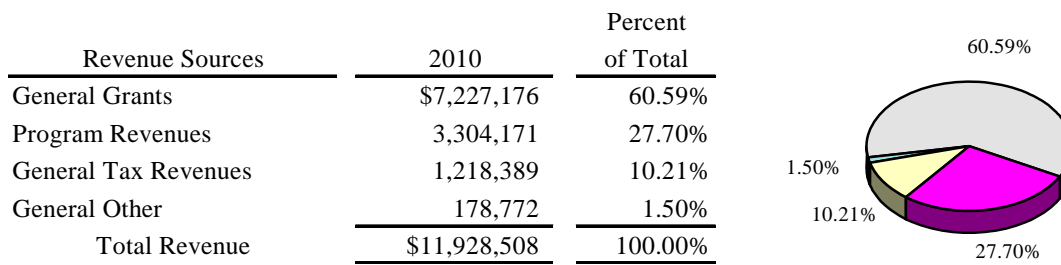 Percent
Revenue Sources 2010 of Total
General Grants $7,227,176 60.59%
Program Revenues 3,304,171 27.70%
General Tax Revenues 1,218,389 10.21%
General Other 178,772 1.50%
Total Revenue $11,928,508 100.00%
60.59%
1.50%
10.21%
27.70%